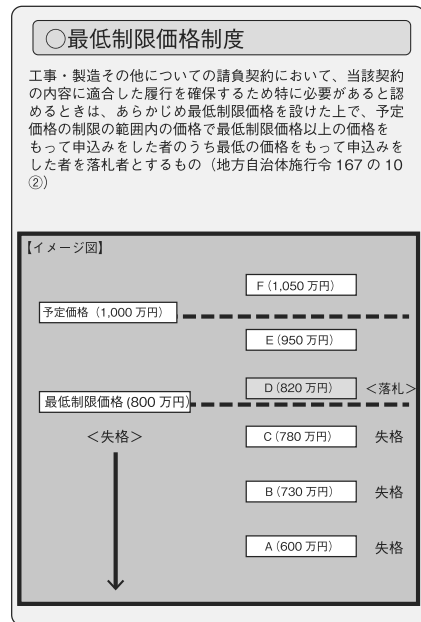 ○最低制限価格制度
工事・製造その他についての請負契約において、当該契約
の内容に適合した履行を確保するため特に必要があると認
めるときは、あらかじめ最低制限価格を設けた上で、予定
価格の制限の範囲内の価格で最低制限価格以上の価格を
もって申込みをした者のうち最低の価格をもって申込みを
した者を落札者とするもの（地方自治体施行令 167 の 10
②）
【イメージ図】
F (1,050 万円)
予定価格（1,000 万円）
E (950 万円)
D (820 万円) ＜落札＞
最低制限価格 (800 万円)
＜失格＞ C (780 万円) 失格
B (730 万円) 失格
A (600 万円) 失格